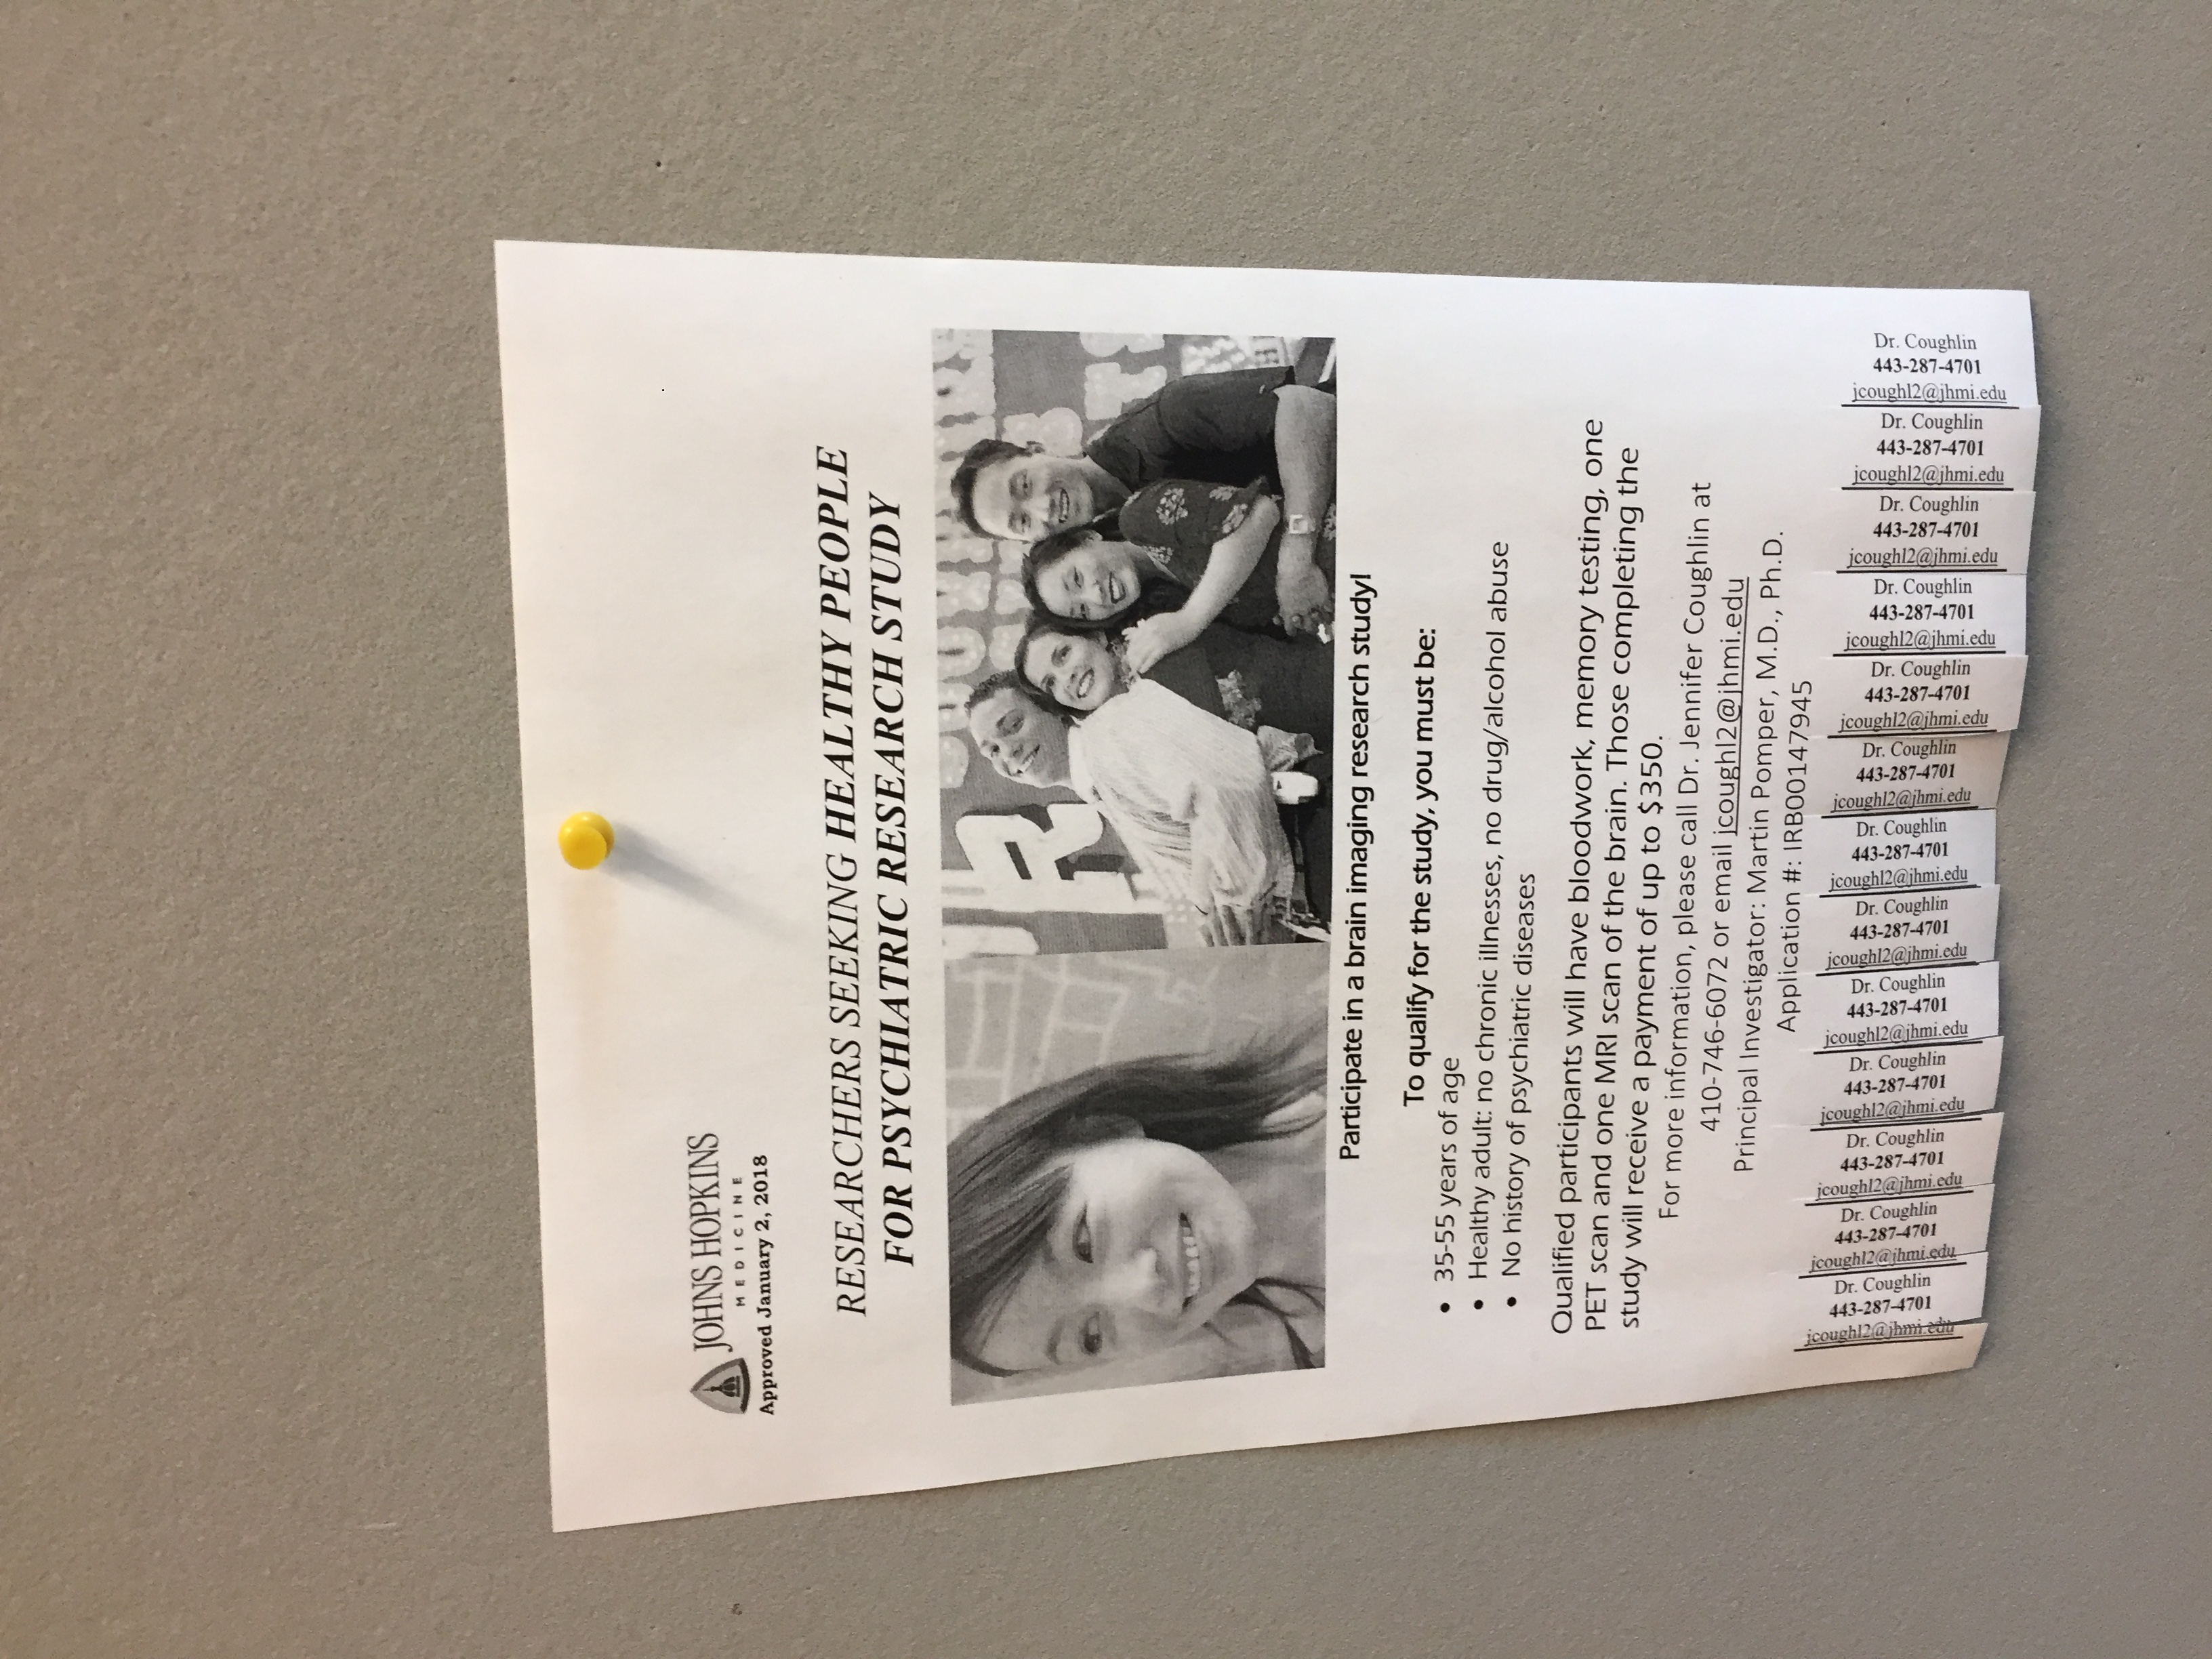 JOHNS HOPKINS
MEDICINE
Approved January 2, 2018
RESEARCHERS SEEKING HEALTHY PEOPLE
FOR PSYCHIATRIC RESEARCH STUDY
R
Participate in a brain imaging research study!
To qualify for the study, you must be:
• 35-55 years of age
• Healthy adult: no chronic illnesses, no drug/alcohol abuse
• No history of psychiatric diseases
Qualified participants will have bloodwork, memory testing, one
PET scan and one MRI scan of the brain. Those completing the
study will receive a payment of up to $350.
For more information, please call Dr. Jennifer Coughlin at
410-746-6072 or email jcoughl2@jhmi.edu
Principal Investigator: Martin Pomper, M.D., Ph.D.
Application #: IRB00147945
Dr. Coughlin
443-287-4701
jcoughl2@jhmi.edu
Dr. Coughlin
443-287-4701
jcoughl2@jhmi.edu
Dr. Coughlin
443-287-4701
jcoughl2@jhmi.edu
Dr. Coughlin
443-287-4701
jcoughl2@jhmi.edu
Dr. Coughlin
443-287-4701
jcoughl2@jhmi.edu
Dr. Coughlin
443-287-4701
jcoughl2@jhmi.edu
Dr. Coughlin
443-287-4701
jcoughl2@jhmi.edu
Dr. Coughlin
443-287-4701
jcoughl2@jhmi.edu
Dr. Coughlin
443-287-4701
jcoughl2@jhmi.edu
Dr. Coughlin
443-287-4701
jcoughl2@jhmi.edu
Dr. Coughlin
443-287-4701
jcoughl2@jhmi.edu
Dr. Coughlin
443-287-4701
jcoughl2@jhmi.edu
Dr. Coughlin
443-287-4701
jcoughl2@jhmi.edu